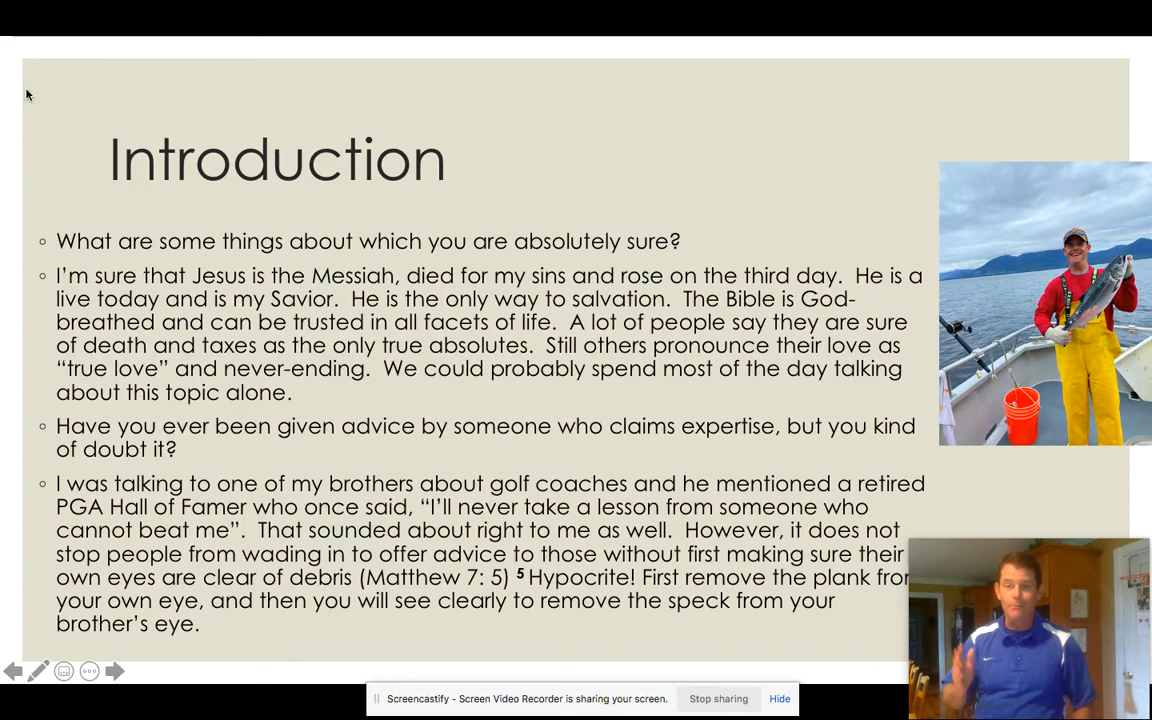 Introduction
◦ What are some things about which you are absolutely sure?
◦ I’m sure that Jesus is the Messiah, died for my sins and rose on the third day.  He is a
live today and is my Savior.  He is the only way to salvation.  The Bible is God-
breathed and can be trusted in all facets of life.  A lot of people say they are sure
of death and taxes as the only true absolutes.  Still others pronounce their love as
“true love” and never-ending.  We could probably spend most of the day talking
about this topic alone.
◦ Have you ever been given advice by someone who claims expertise, but you kind
of doubt it?
◦ I was talking to one of my brothers about golf coaches and he mentioned a retired
PGA Hall of Famer who once said, “I’ll never take a lesson from someone who
cannot beat me”.  That sounded about right to me as well.  However, it does not
stop people from wading in to offer advice to those without first making sure their
own eyes are clear of debris (Matthew 7: 5) ⁵ Hypocrite! First remove the plank from
your own eye, and then you will see clearly to remove the speck from your
brother’s eye.
Screencastify - Screen Video Recorder is sharing your screen. Stop sharing Hide